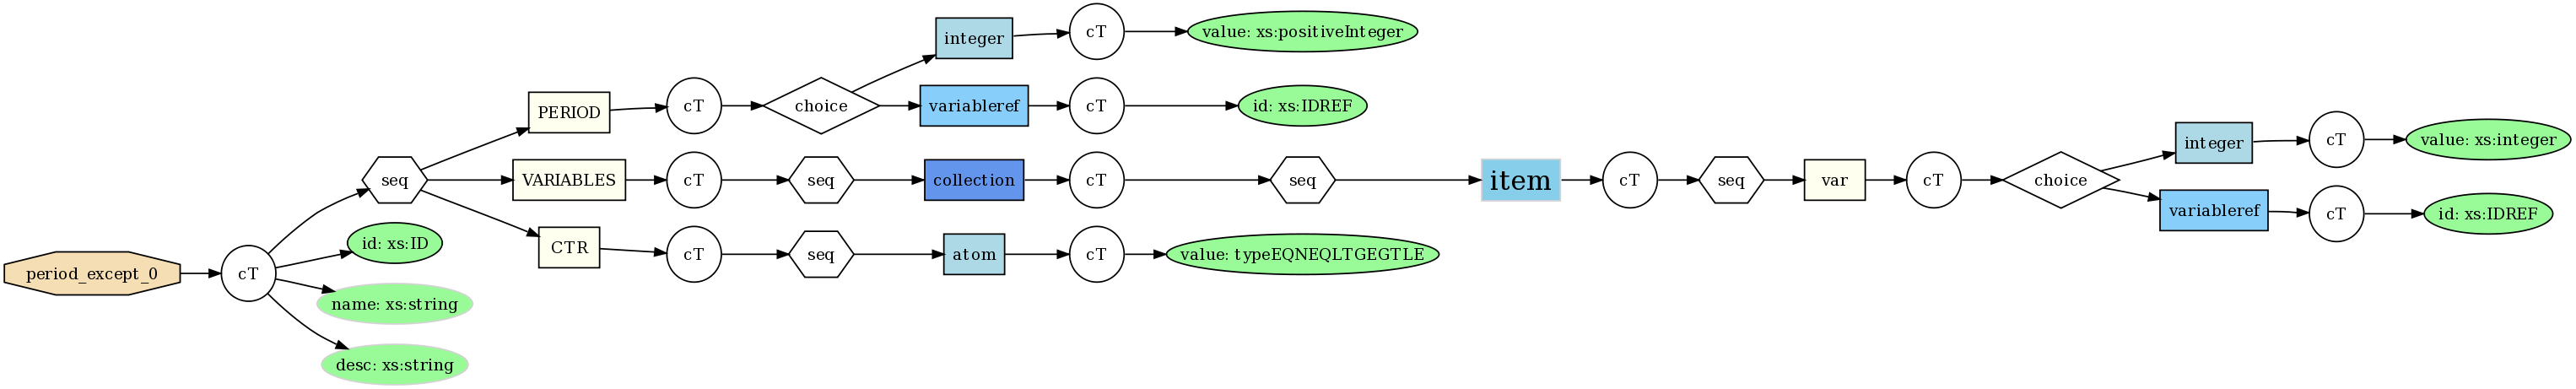 period_except_0
cT
seq
id: xs:ID
name: xs:string
desc: xs:string
PERIOD
cT
choice
integer
cT
value: xs:positiveInteger
variableref
cT
id: xs:IDREF
VARIABLES
cT
seq
collection
cT
seq
item
cT
seq
var
cT
choice
integer
cT
value: xs:integer
variableref
cT
id: xs:IDREF
CTR
cT
seq
atom
cT
value: typeEQNEQLTGEGTLE